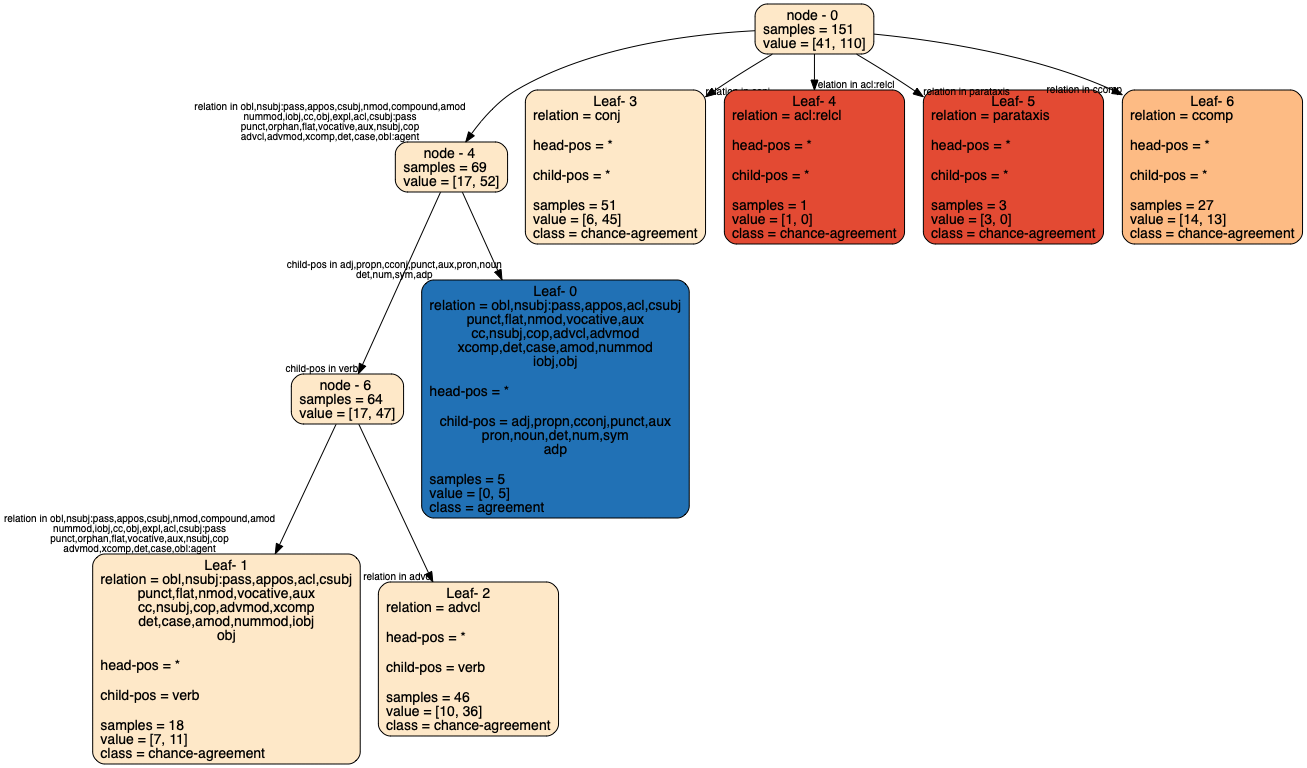 node - 0
samples = 151
value = [41, 110]
relation in obl,nsubj:pass,appos,csubj,nmod,compound,amod
nummod,iobj,cc,obj,expl,acl,csubj:pass
punct,orphan,flat,vocative,aux,nsubj,cop
advcl,advmod,xcomp,det,case,obl:agent
relation in
relation in acl:relcl
relation in parataxis
relation in ccomp
node - 4
samples = 69
value = [17, 52]
Leaf- 3
relation = conj
head-pos = *
child-pos = *
samples = 51
value = [6, 45]
class = chance-agreement
Leaf- 4
relation = acl:relcl
head-pos = *
child-pos = *
samples = 1
value = [1, 0]
class = chance-agreement
Leaf- 5
relation = parataxis
head-pos = *
child-pos = *
samples = 3
value = [3, 0]
class = chance-agreement
Leaf- 6
relation = ccomp
head-pos = *
child-pos = *
samples = 27
value = [14, 13]
class = chance-agreement
child-pos in adj,propn,cconj,punct,aux,pron,noun
det,num,sym,adp
Leaf- 0
relation = obl,nsubj:pass,appos,acl,csubj
punct,flat,nmod,vocative,aux
cc,nsubj,cop,advcl,advmod
xcomp,det,case,amod,nummod
iobj,obj
head-pos = *
child-pos = adj,propn,cconj,punct,aux
pron,noun,det,num,sym
adp
samples = 5
value = [0, 5]
class = agreement
child-pos in verb
node - 6
samples = 64
value = [17, 47]
relation in obl,nsubj:pass,appos,csubj,nmod,compound,amod
nummod,iobj,cc,obj,expl,acl,csubj:pass
punct,orphan,flat,vocative,aux,nsubj,cop
advmod,xcomp,det,case,obl:agent
Leaf- 1
relation = obl,nsubj:pass,appos,acl,csubj
punct,flat,nmod,vocative,aux
cc,nsubj,cop,advmod,xcomp
det,case,amod,nummod,iobj
obj
head-pos = *
child-pos = verb
samples = 18
value = [7, 11]
class = chance-agreement
relation in advcl
Leaf- 2
relation = advcl
head-pos = *
child-pos = verb
samples = 46
value = [10, 36]
class = chance-agreement